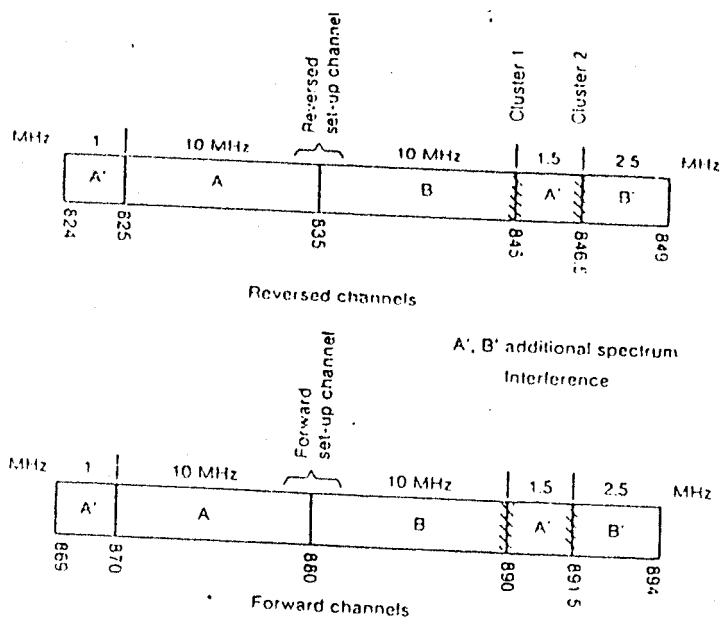 Reversed
set-up channel
Cluster 1
Cluster 2
MHz 1 10 MHz 10 MHz 1.5 2.5 MHz
A' A B A' B'
824 825 835 845 846.5 849
Reversed channels
A', B' additional spectrum
Interference
Forward
set-up channel
MHz 1 10 MHz 10 MHz 1.5 2.5 MHz
A' A B A' B'
869 870 880 890 891.5 894
Forward channels